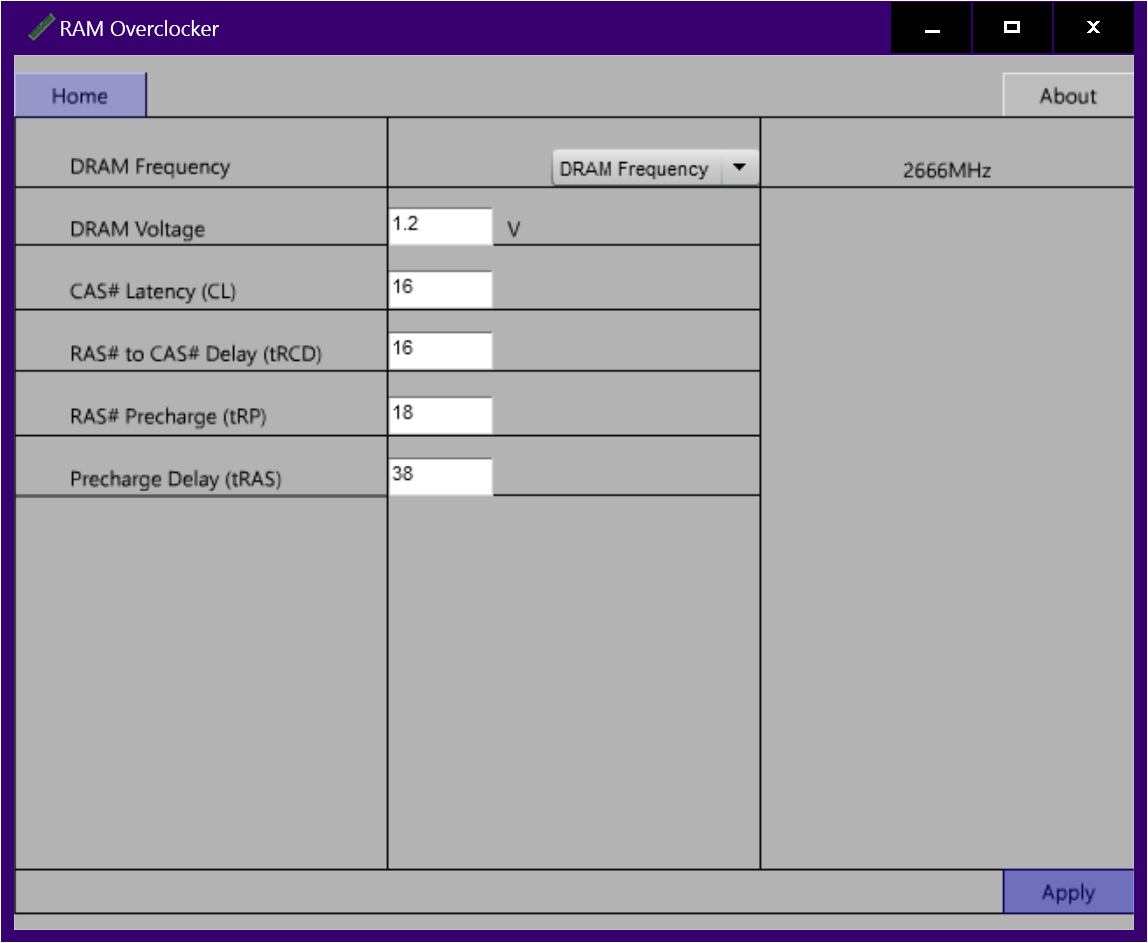 RAM Overclocker
X
Home
About
DRAM Frequency
DRAM Frequency
2666MHz
DRAM Voltage
1.2
V
CAS# Latency (CL)
16
RAS# to CAS# Delay (tRCD)
16
RAS# Precharge (tRP)
18
Precharge Delay (tRAS)
38
Apply